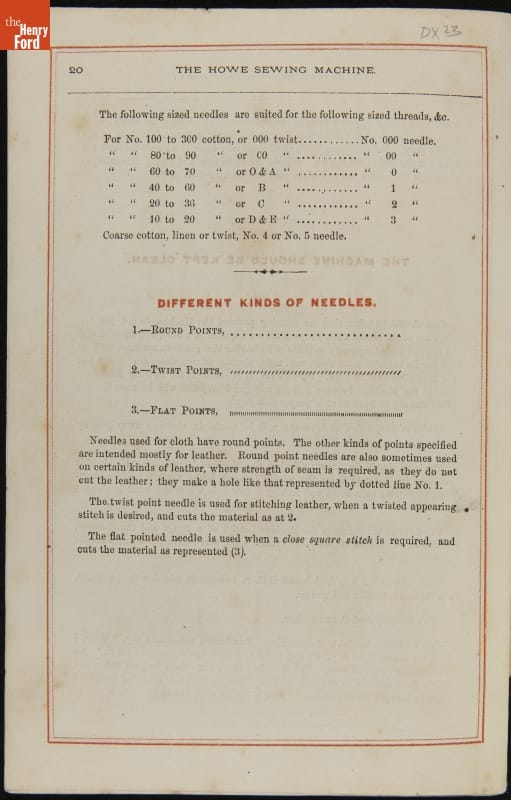 the
Henry
Ford
DX 23
20 THE HOWE SEWING MACHINE.
The following sized needles are suited for the following sized threads, &c.
For No. 100 to 300 cotton, or 000 twist............No. 000 needle.
“ “ 80 to 90 “ or CO “ ............ “ 00 “
“ “ 60 to 70 “ or O & A “ ............ “ 0 “
“ “ 40 to 60 “ or B “ ............ “ 1 “
“ “ 20 to 36 “ or C “ ............ “ 2 “
“ “ 10 to 20 “ or D & E “ ............ “ 3 “
Coarse cotton, linen or twist, No. 4 or No. 5 needle.
DIFFERENT KINDS OF NEEDLES.
1.—ROUND POINTS,
2.—TWIST POINTS,
3.—FLAT POINTS,
Needles used for cloth have round points. The other kinds of points specified
are intended mostly for leather. Round point needles are also sometimes used
on certain kinds of leather, where strength of seam is required, as they do not
cut the leather; they make a hole like that represented by dotted line No. 1.
The twist point needle is used for stitching leather, when a twisted appearing
stitch is desired, and cuts the material as at 2.
The flat pointed needle is used when a close square stitch is required, and
cuts the material as represented (3).